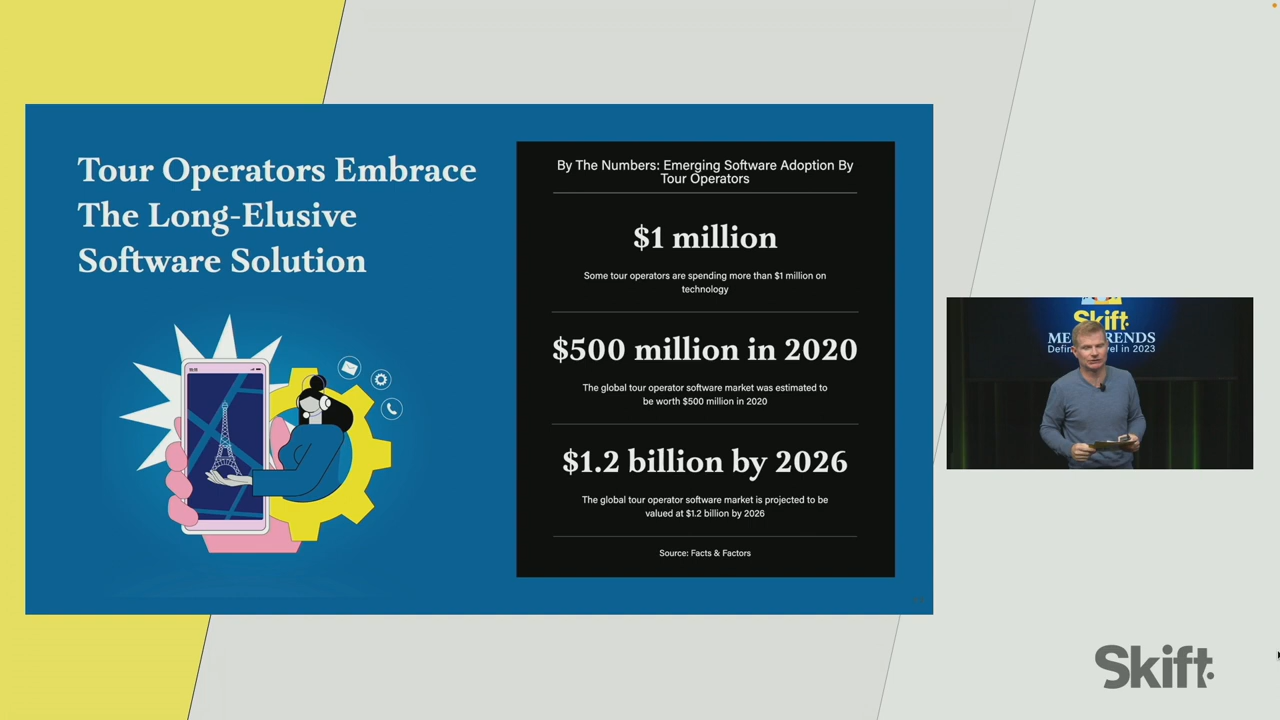 Tour Operators Embrace
The Long-Elusive
Software Solution
By The Numbers: Emerging Software Adoption By
Tour Operators
$1 million
Some tour operators are spending more than $1 million on
technology
$500 million in 2020
The global tour operator software market was estimated to
be worth $500 million in 2020
$1.2 billion by 2026
The global tour operator software market is projected to be
valued at $1.2 billion by 2026
Source: Facts & Factors
Skift
in 2023
Skift